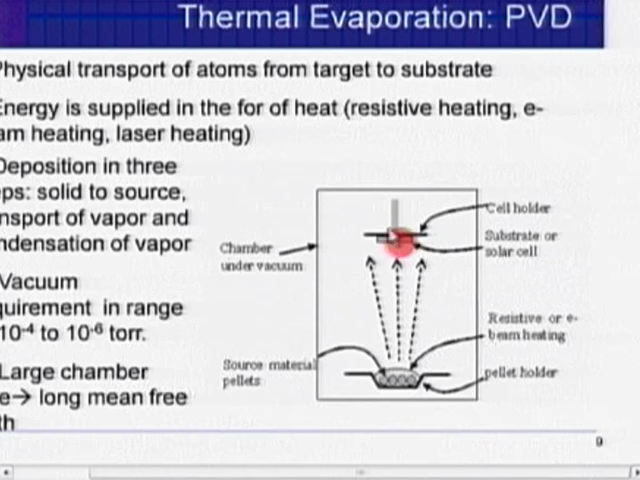 Thermal Evaporation: PVD
Physical transport of atoms from target to substrate
Energy is supplied in the for of heat (resistive heating, e-
am heating, laser heating)
Deposition in three
ps: solid to source,
nsport of vapor and
ndensation of vapor
Vacuum
quirement in range
10-4 to 10-6 torr.
Large chamber
e→ long mean free
th
Chamber
under vacuum
Cell holder
Substrate or
solar cell
Resistive or e-
beam heating
Source material
pellets
pellet holder
9